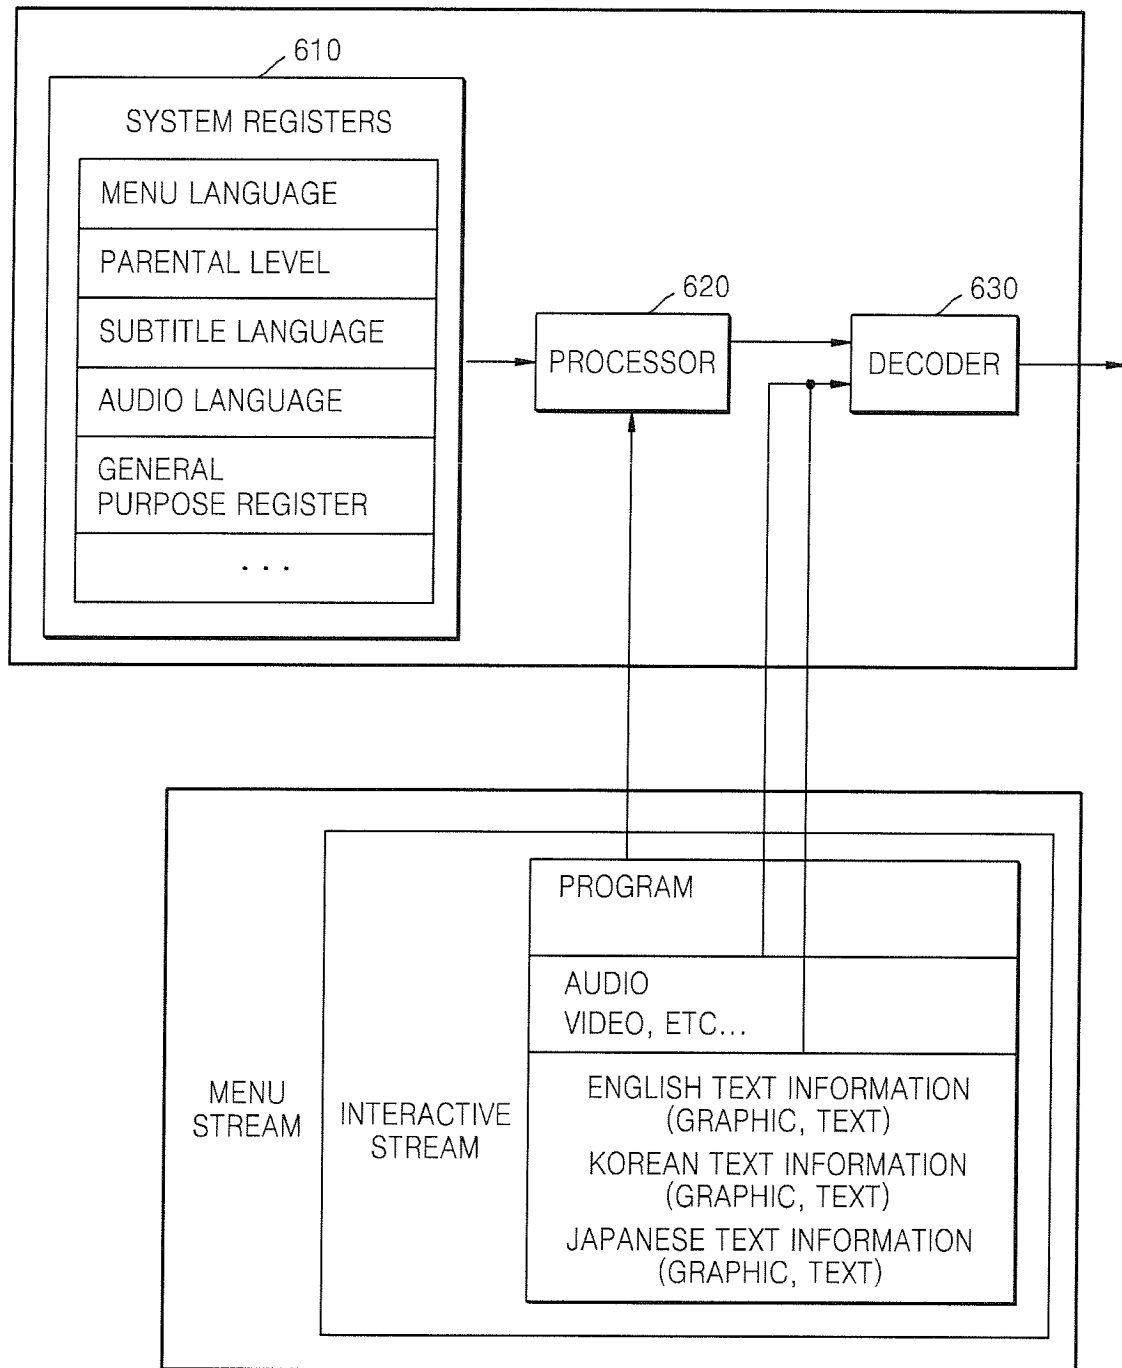 610
SYSTEM REGISTERS
MENU LANGUAGE
PARENTAL LEVEL
SUBTITLE LANGUAGE
AUDIO LANGUAGE
GENERAL
PURPOSE REGISTER
...
620
PROCESSOR
630
DECODER
MENU
STREAM
INTERACTIVE
STREAM
PROGRAM
AUDIO
VIDEO, ETC...
ENGLISH TEXT INFORMATION
(GRAPHIC, TEXT)
KOREAN TEXT INFORMATION
(GRAPHIC, TEXT)
JAPANESE TEXT INFORMATION
(GRAPHIC, TEXT)